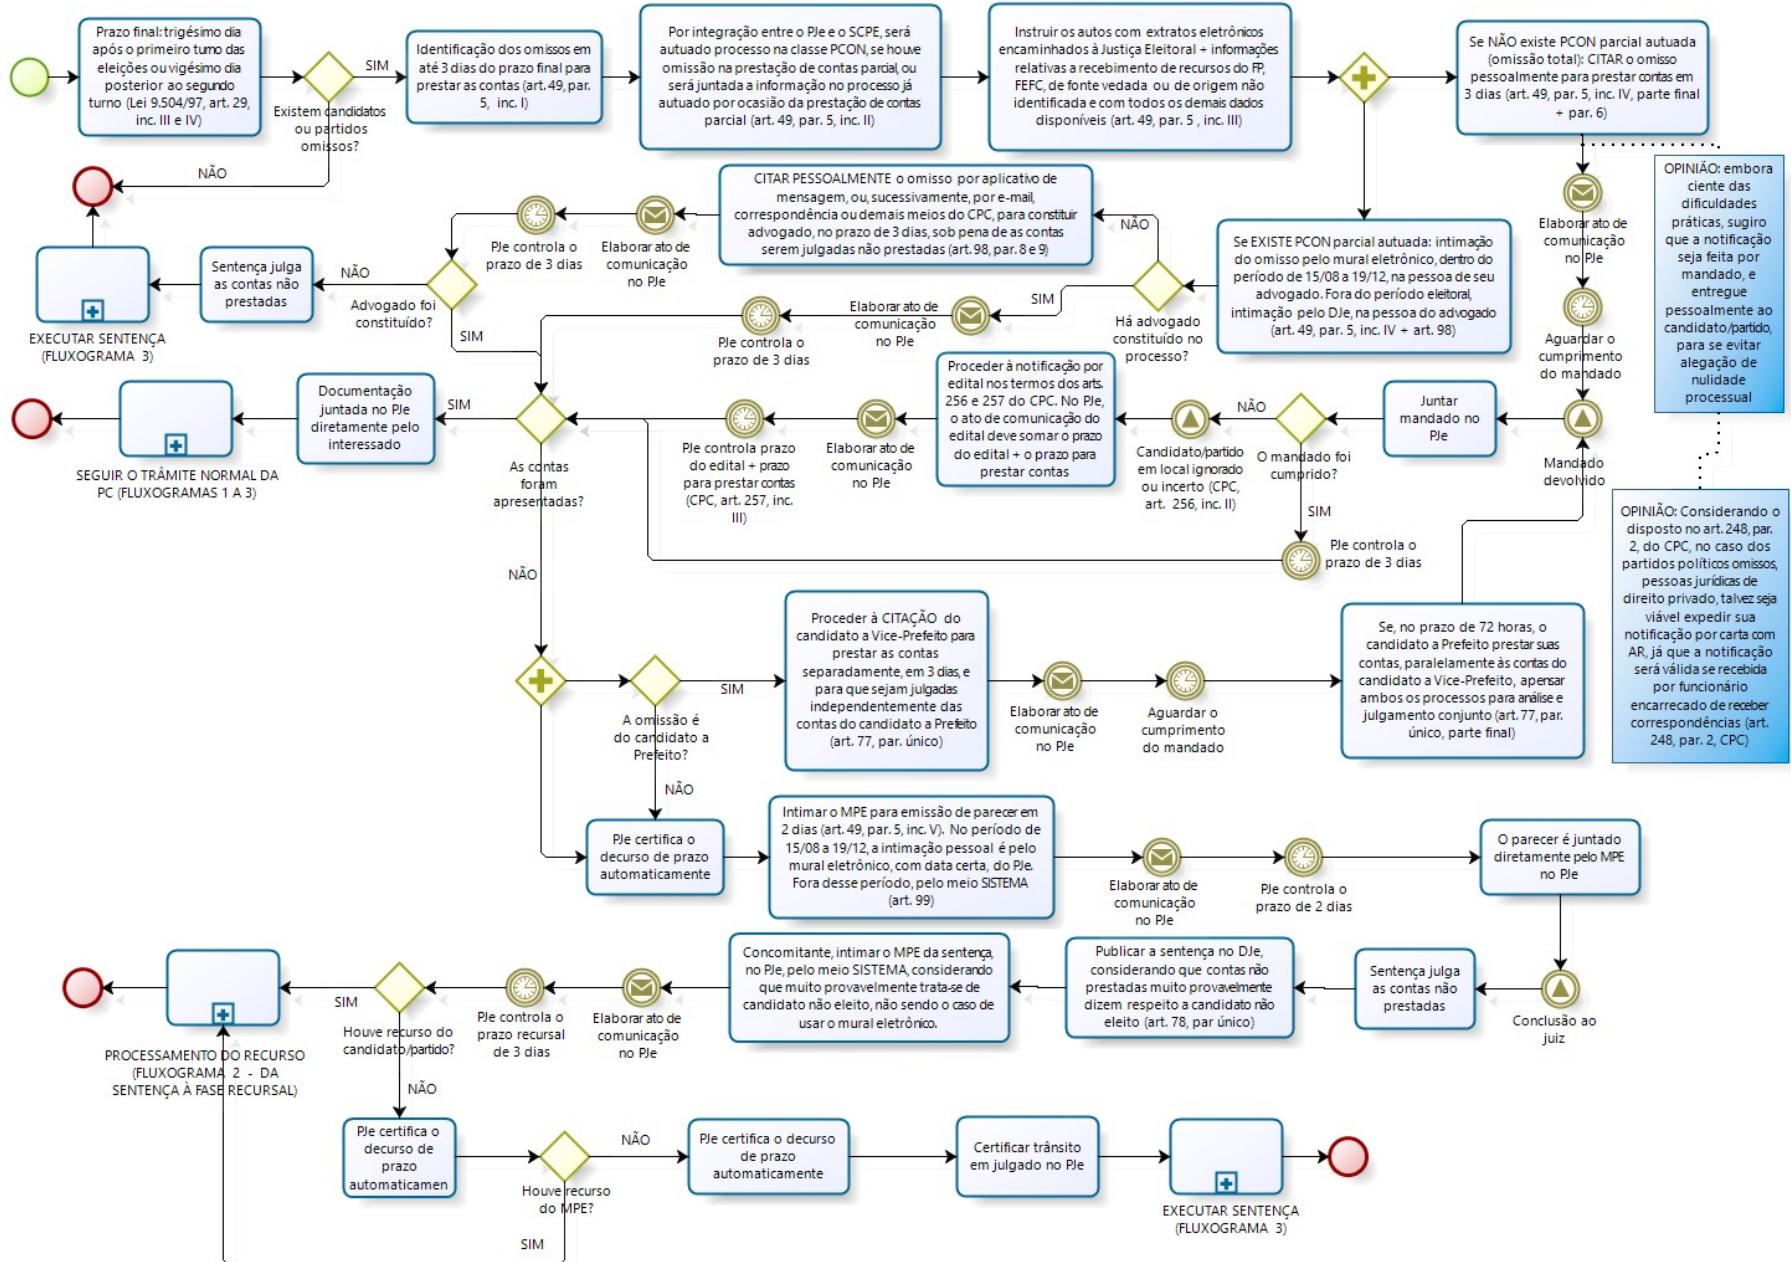 Prazo final: trigésimo dia
após o primeiro turno das
eleições ou vigésimo dia
posterior ao segundo
turno (Lei 9.504/97, art. 29,
inc. III e IV)
Existem candidatos
ou partidos
omissos?
SIM
NÃO
Identificação dos omissos em
até 3 dias do prazo final para
prestar as contas (art. 49, par.
5, inc. I)
Por integração entre o PJe e o SCPE, será
autuado processo na classe PCON, se houve
omissão na prestação de contas parcial, ou
será juntada a informação no processo já
autuado por ocasião da prestação de contas
parcial (art. 49, par. 5, inc. II)
Instruir os autos com extratos eletrônicos
encaminhados à Justiça Eleitoral + informações
relativas a recebimento de recursos do FP,
FEFC, de fonte vedada ou de origem não
identificada e com todos os demais dados
disponíveis (art. 49, par. 5 , inc. III)
Se NÃO existe PCON parcial autuada
(omissão total): CITAR o omisso
pessoalmente para prestar contas em
3 dias (art. 49, par. 5, inc. IV, parte final
+ par. 6)
OPINIÃO: embora
ciente das
dificuldades
práticas, sugiro
que a notificação
seja feita por
mandado, e
entregue
pessoalmente ao
candidato/partido,
para se evitar
alegação de
nulidade
processual
Elaborar ato de
comunicação
no PJe
Aguardar o
cumprimento
do mandado
Mandado
devolvido
Se EXISTE PCON parcial autuada: intimação
do omisso pelo mural eletrônico, dentro do
período de 15/08 a 19/12, na pessoa de seu
advogado. Fora do período eleitoral,
intimação pelo DJe, na pessoa do advogado
(art. 49, par. 5, inc. IV + art. 98)
Há advogado
constituído no
processo?
NÃO
SIM
CITAR PESSOALMENTE o omisso por aplicativo de
mensagem, ou, sucessivamente, por e-mail,
correspondência ou demais meios do CPC, para constituir
advogado, no prazo de 3 dias, sob pena de as contas
serem julgadas não prestadas (art. 98, par. 8 e 9)
Elaborar ato de
comunicação
no PJe
PJe controla o
prazo de 3 dias
Advogado foi
constituído?
NÃO
SIM
Sentença julga
as contas não
prestadas
EXECUTAR SENTENÇA
(FLUXOGRAMA 3)
Elaborar ato de
comunicação
no PJe
PJe controla o
prazo de 3 dias
Juntar
mandado no
PJe
O mandado foi
cumprido?
NÃO
SIM
Candidato/partido
em local ignorado
ou incerto (CPC,
art. 256, inc. II)
Proceder à notificação por
edital nos termos dos arts.
256 e 257 do CPC. No PJe,
o ato de comunicação do
edital deve somar o prazo
do edital + o prazo para
prestar contas
Elaborar ato de
comunicação
no PJe
PJe controla prazo
do edital + prazo
para prestar contas
(CPC, art. 257, inc.
III)
PJe controla o
prazo de 3 dias
As contas
foram
apresentadas?
SIM
NÃO
Documentação
juntada no PJe
diretamente pelo
interessado
SEGUIR O TRÂMITE NORMAL DA
PC (FLUXOGRAMAS 1 A 3)
OPINIÃO: Considerando o
disposto no art. 248, par.
2, do CPC, no caso dos
partidos políticos omissos,
pessoas jurídicas de
direito privado, talvez seja
viável expedir sua
notificação por carta com
AR, já que a notificação
será válida se recebida
por funcionário
encarrecado de receber
correspondências (art.
248, par. 2, CPC)
A omissão é
do candidato a
Prefeito?
SIM
NÃO
Proceder à CITAÇÃO do
candidato a Vice-Prefeito para
prestar as contas
separadamente, em 3 dias, e
para que sejam julgadas
independentemente das
contas do candidato a Prefeito
(art. 77, par. único)
Elaborar ato de
comunicação
no PJe
Aguardar o
cumprimento
do mandado
Se, no prazo de 72 horas, o
candidato a Prefeito prestar suas
contas, paralelamente às contas do
candidato a Vice-Prefeito, apensar
ambos os processos para análise e
julgamento conjunto (art. 77, par.
único, parte final)
PJe certifica o
decurso de prazo
automaticamente
Intimar o MPE para emissão de parecer em
2 dias (art. 49, par. 5, inc. V). No período de
15/08 a 19/12, a intimação pessoal é pelo
mural eletrônico, com data certa, do PJe.
Fora desse período, pelo meio SISTEMA
(art. 99)
Elaborar ato de
comunicação
no PJe
PJe controla o
prazo de 2 dias
O parecer é juntado
diretamente pelo MPE
no PJe
Conclusão ao
juiz
Sentença julga
as contas não
prestadas
Publicar a sentença no DJe,
considerando que contas não
prestadas muito provavelmente
dizem respeito a candidato não
eleito (art. 78, par único)
Concomitante, intimar o MPE da sentença,
no PJe, pelo meio SISTEMA, considerando
que muito provavelmente trata-se de
candidato não eleito, não sendo o caso de
usar o mural eletrônico.
Elaborar ato de
comunicação
no PJe
PJe controla o
prazo recursal
de 3 dias
Houve recurso do
candidato/partido?
SIM
NÃO
PROCESSAMENTO DO RECURSO
(FLUXOGRAMA 2 - DA
SENTENÇA À FASE RECURSAL)
PJe certifica o
decurso de
prazo
automaticamen
Houve recurso
do MPE?
NÃO
SIM
PJe certifica o decurso
de prazo
automaticamente
Certificar trânsito
em julgado no PJe
EXECUTAR SENTENÇA
(FLUXOGRAMA 3)